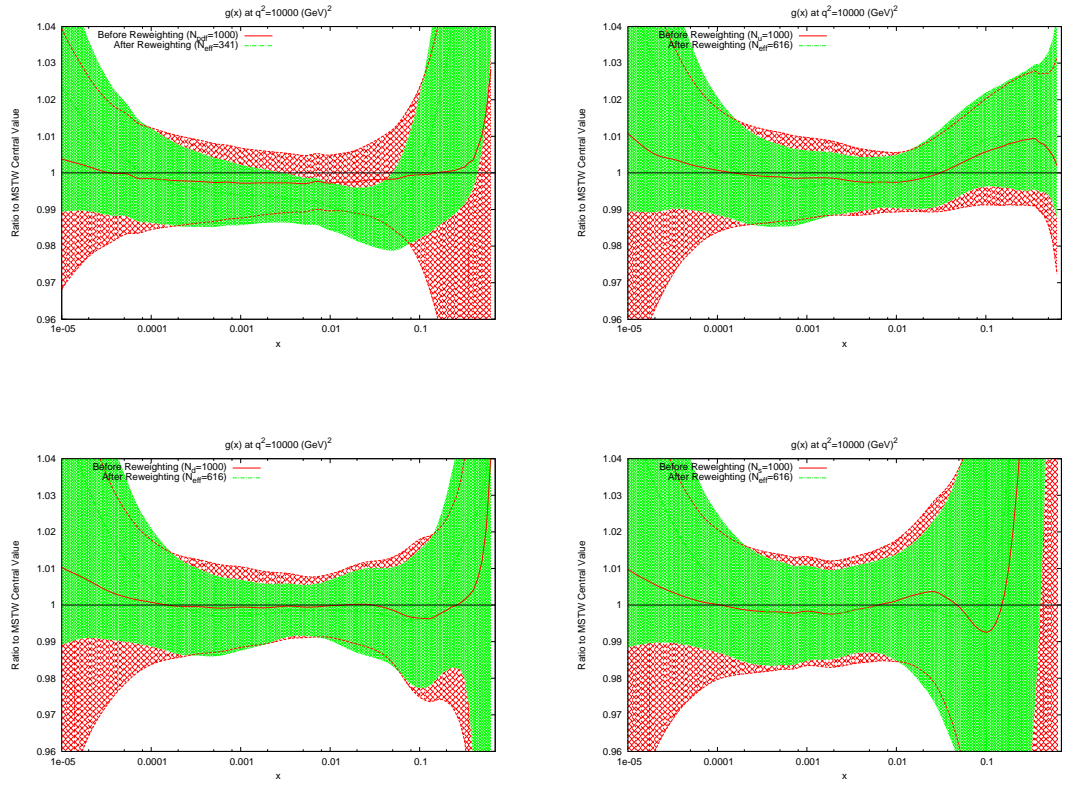 g(x) at q^2=10000 (GeV)^2
Before Reweighting (N_pdf=1000)
After Reweighting (N_eff=341)
Ratio to MSTW Central Value
1.04
1.03
1.02
1.01
1
0.99
0.98
0.97
0.96
1e-05 0.0001 0.001 0.01 0.1
x
g(x) at q^2=10000 (GeV)^2
Before Reweighting (N_u=1000)
After Reweighting (N_eff=616)
Ratio to MSTW Central Value
1.04
1.03
1.02
1.01
1
0.99
0.98
0.97
0.96
1e-05 0.0001 0.001 0.01 0.1
x
g(x) at q^2=10000 (GeV)^2
Before Reweighting (N_d=1000)
After Reweighting (N_eff=616)
Ratio to MSTW Central Value
1.04
1.03
1.02
1.01
1
0.99
0.98
0.97
0.96
1e-05 0.0001 0.001 0.01 0.1
x
g(x) at q^2=10000 (GeV)^2
Before Reweighting (N_s=1000)
After Reweighting (N_eff=616)
Ratio to MSTW Central Value
1.04
1.03
1.02
1.01
1
0.99
0.98
0.97
0.96
1e-05 0.0001 0.001 0.01 0.1
x